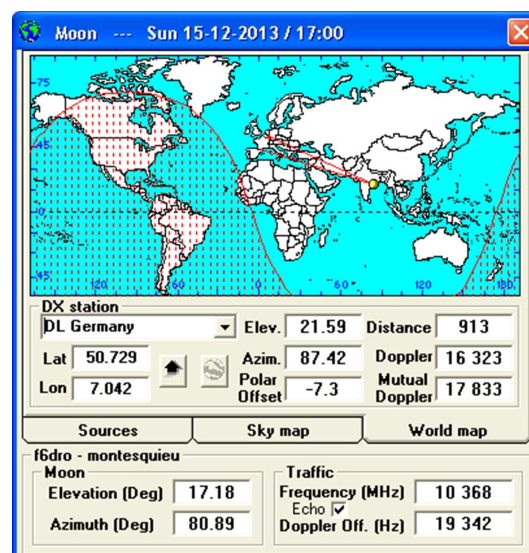 Moon --- Sun 15-12-2013 / 17:00
75
45
0
45
120 60 0 60 120 180
DX station
DL Germany Elev. 21.59 Distance 913
Lat 50.729 Azim. 87.42 Doppler 16 323
Lon 7.042 Polar Offset -7.3 Mutual Doppler 17 833
Sources Sky map World map
f6dro - montesquieu
Moon Traffic
Elevation (Deg) 17.18 Frequency (MHz) 10 368
Echo
Azimuth (Deg) 80.89 Doppler Off. (Hz) 19 342